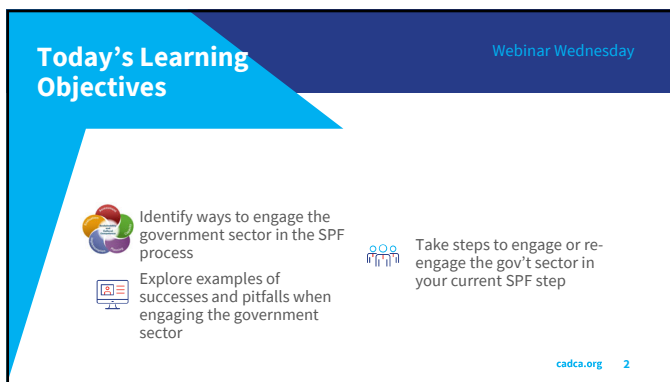 Today's Learning
Objectives
Webinar Wednesday
Identify ways to engage the
government sector in the SPF
process
Explore examples of
successes and pitfalls when
engaging the government
sector
Take steps to engage or re-
engage the gov't sector in
your current SPF step
cadca.org 2